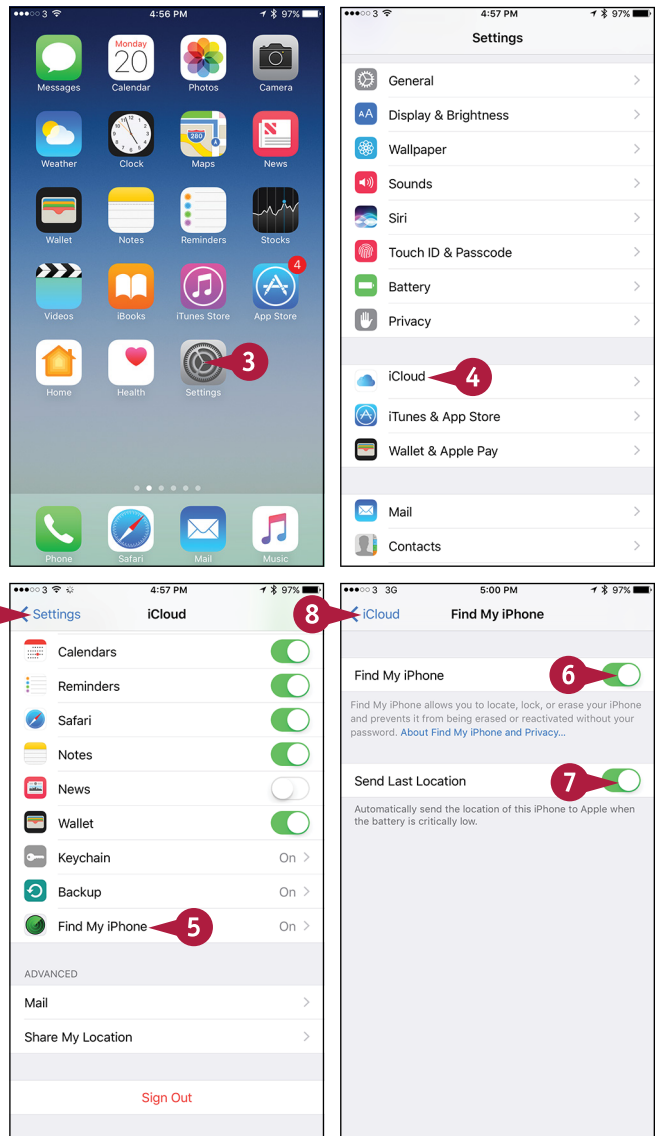 3 4:56 PM 97%
Monday
20
Messages Calendar Photos Camera
280
Weather Clock Maps News
Wallet Notes Reminders Stocks
4
Videos iBooks iTunes Store App Store
3
Home Health Settings
Phone Safari Mail Music
3 4:57 PM 97%
Settings
General
AA Display & Brightness
Wallpaper
Sounds
Siri
Touch ID & Passcode
Battery
Privacy
iCloud 4
iTunes & App Store
Wallet & Apple Pay
Mail
Contacts
3 4:57 PM 97%
Settings iCloud
Calendars
Reminders
Safari
Notes
News
Wallet
Keychain On
Backup On
Find My iPhone 5 On
ADVANCED
Mail
Share My Location
Sign Out
3 3G 5:00 PM 97%
8 iCloud Find My iPhone
Find My iPhone 6
Find My iPhone allows you to locate, lock, or erase your iPhone
and prevents it from being erased or reactivated without your
password. About Find My iPhone and Privacy...
Send Last Location 7
Automatically send the location of this iPhone to Apple when
the battery is critically low.